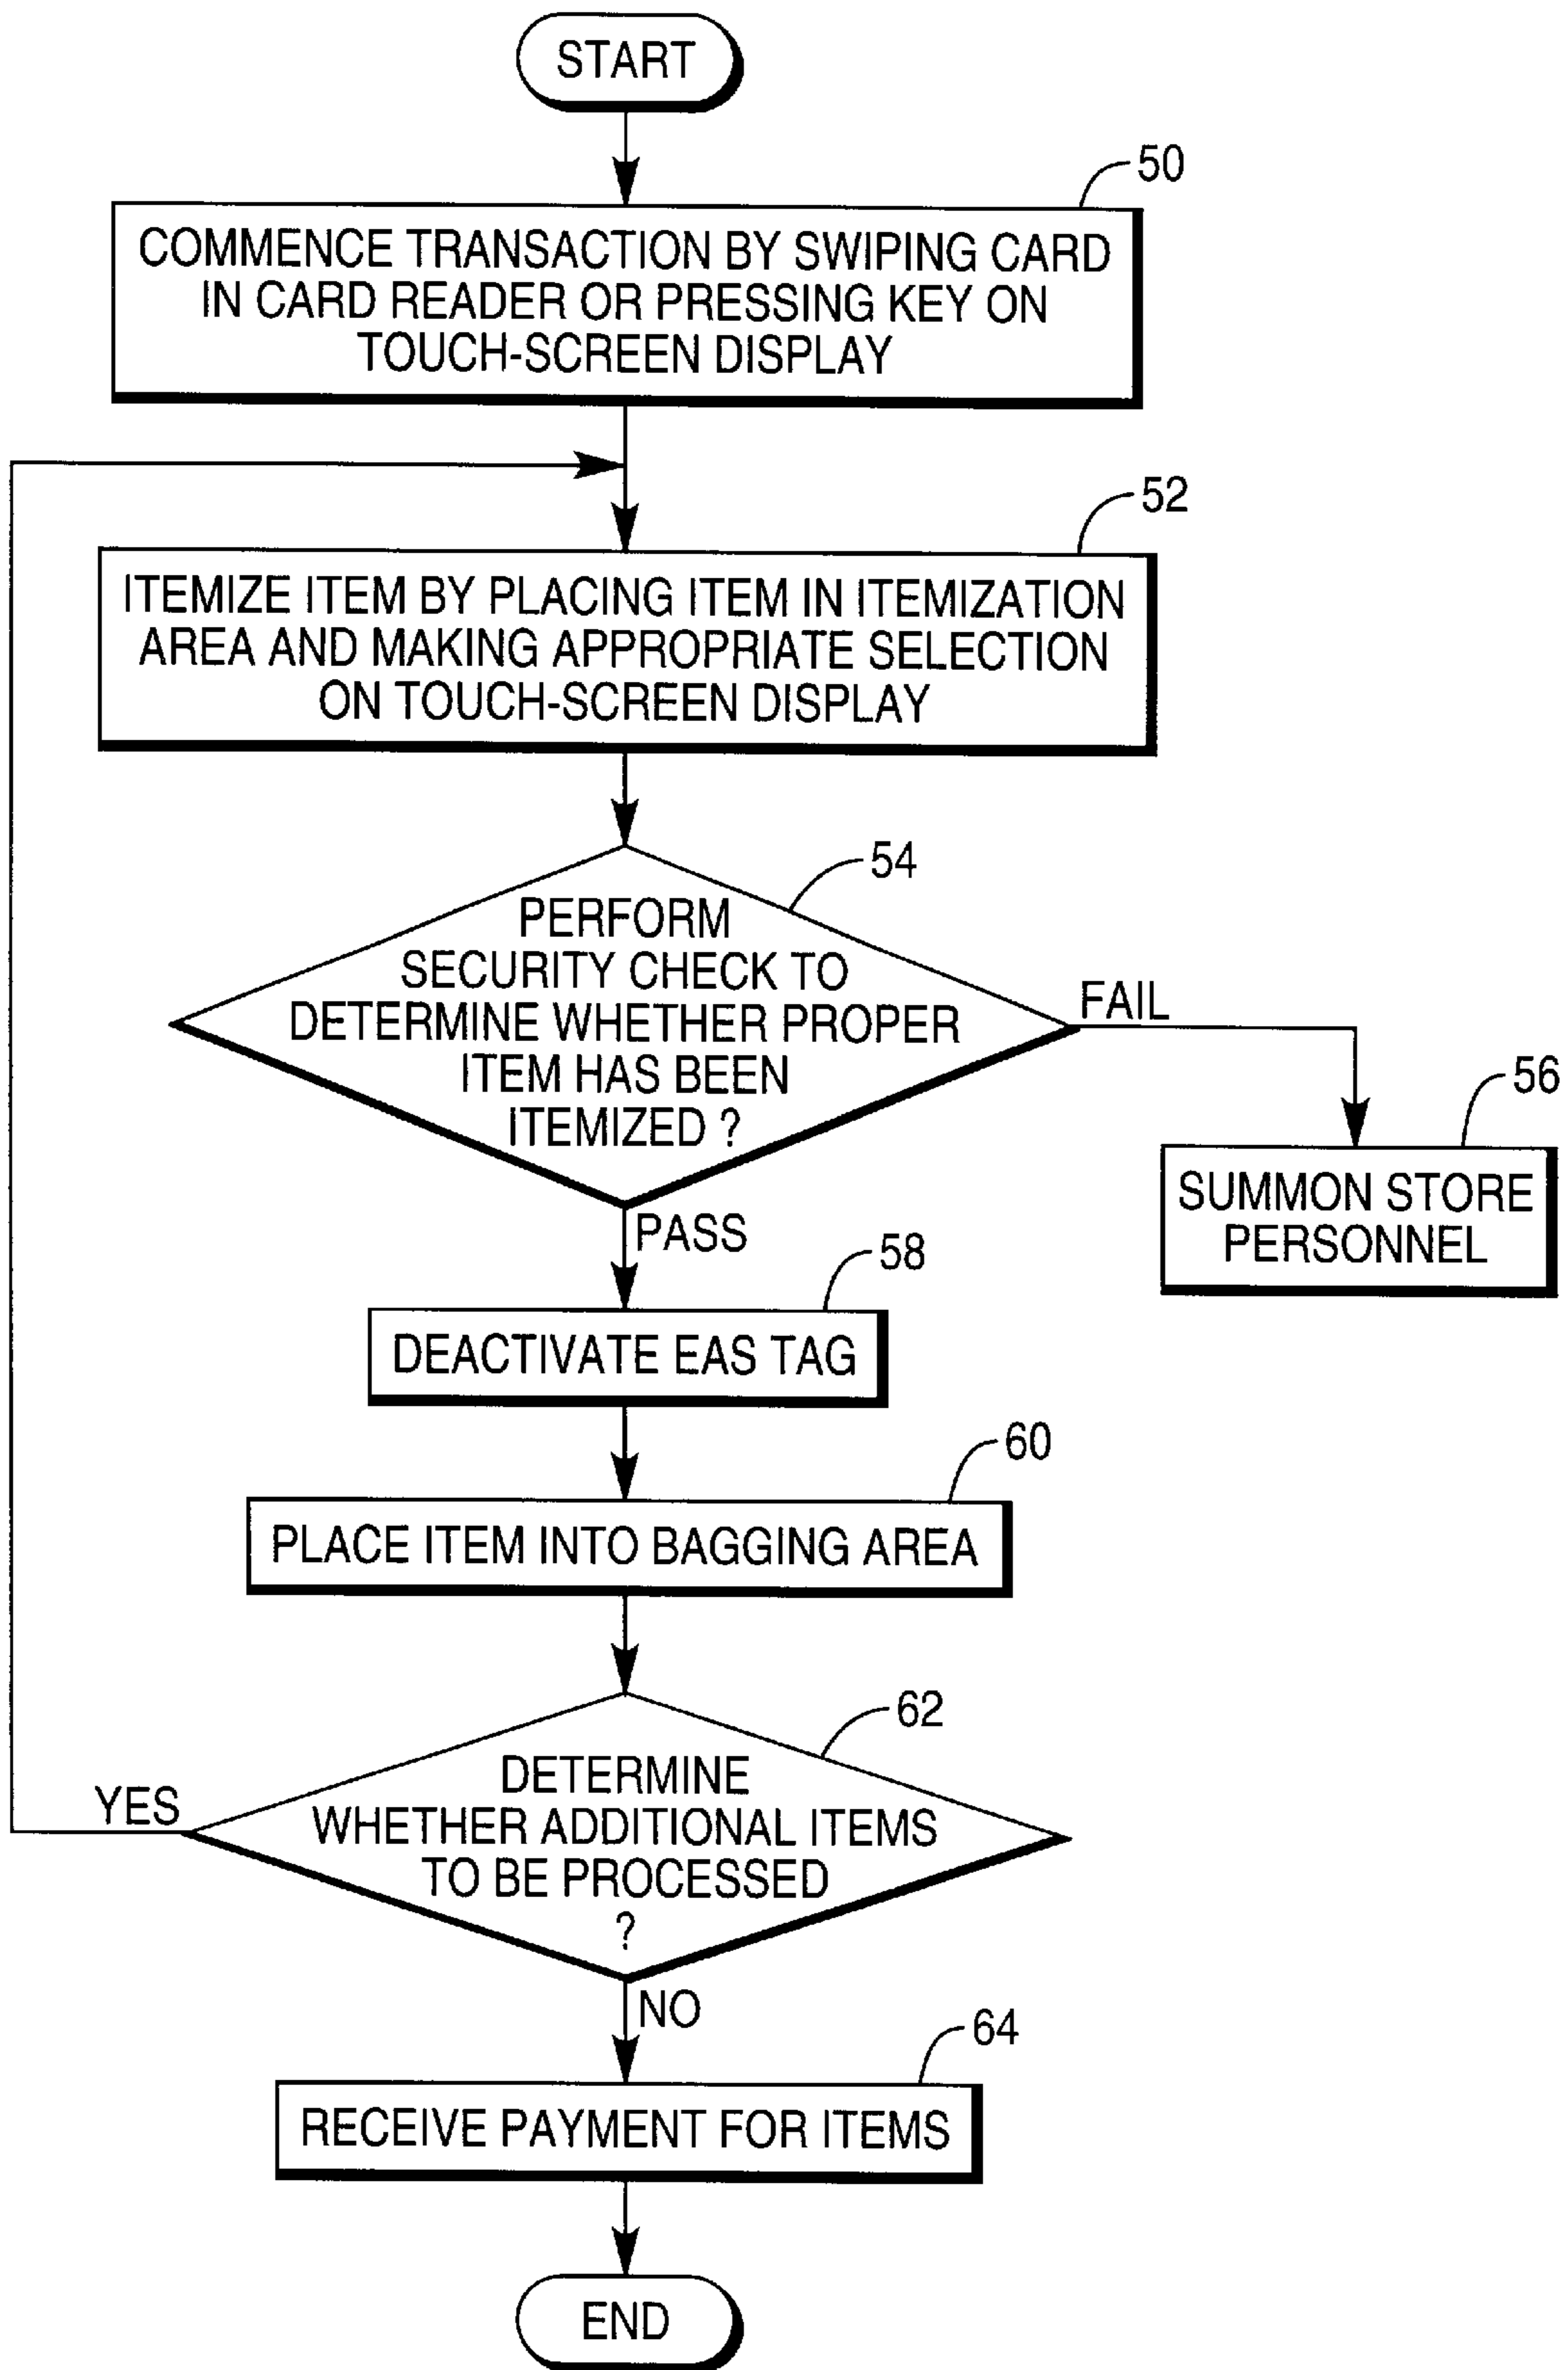 START
50
COMMENCE TRANSACTION BY SWIPING CARD
IN CARD READER OR PRESSING KEY ON
TOUCH-SCREEN DISPLAY
52
ITEMIZE ITEM BY PLACING ITEM IN ITEMIZATION
AREA AND MAKING APPROPRIATE SELECTION
ON TOUCH-SCREEN DISPLAY
54
PERFORM
SECURITY CHECK TO
DETERMINE WHETHER PROPER
ITEM HAS BEEN
ITEMIZED ?
FAIL
56
SUMMON STORE
PERSONNEL
PASS
58
DEACTIVATE EAS TAG
60
PLACE ITEM INTO BAGGING AREA
62
DETERMINE
WHETHER ADDITIONAL ITEMS
TO BE PROCESSED
?
YES
NO
64
RECEIVE PAYMENT FOR ITEMS
END